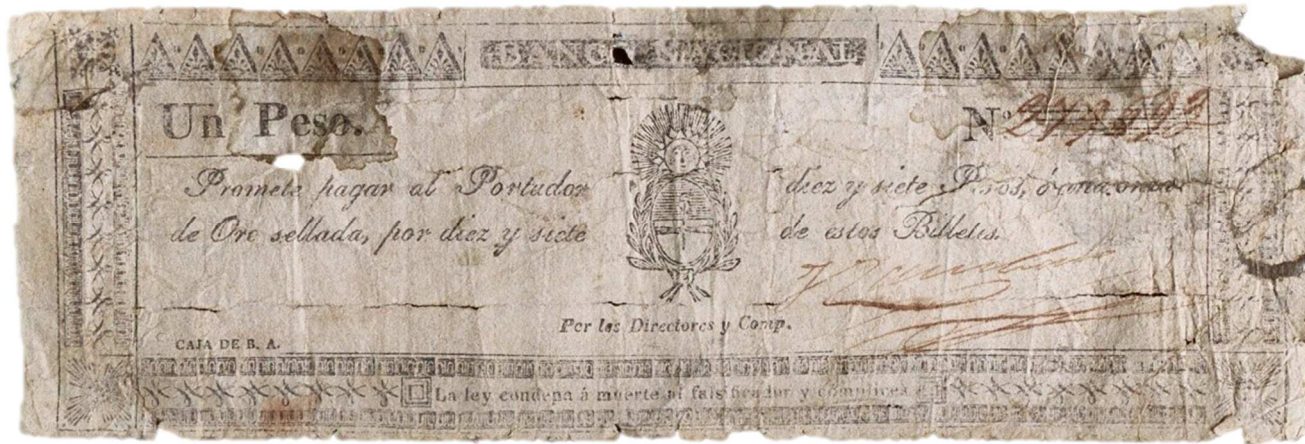 BANCO NACIONAL
Un Peso.
Nº
Promete pagar al Portador diez y siete Pesos, ó una onza
de Oro sellada, por diez y siete de estos Billetes.
Por los Directores y Comp.
CAJA DE B. A.
La ley condena á muerte al falsificador y complices